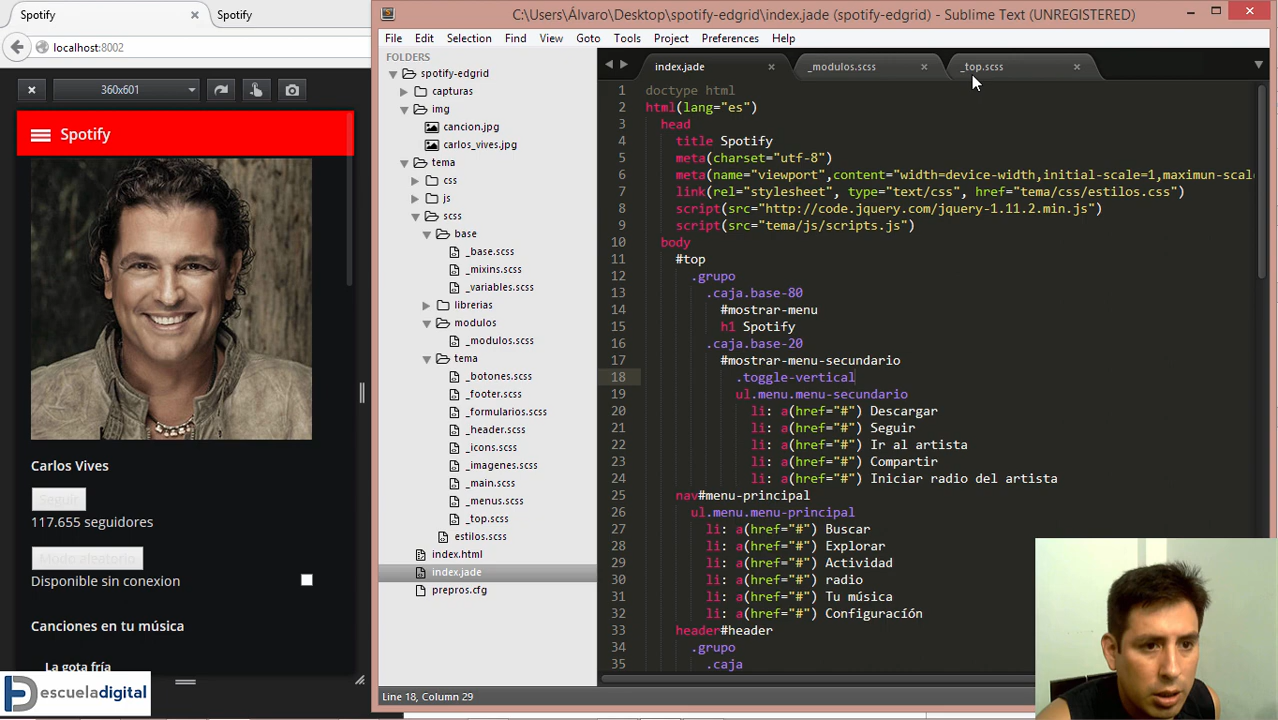 Spotify
Spotify
localhost:8002
360x601
Spotify
Carlos Vives
Seguir
117.655 seguidores
Modo aleatorio
Disponible sin conexion
Canciones en tu música
La gota fría
escueladigital
C:\Users\Álvaro\Desktop\spotify-edgrid\index.jade (spotify-edgrid) - Sublime Text (UNREGISTERED)
File Edit Selection Find View Goto Tools Project Preferences Help
FOLDERS
spotify-edgrid
capturas
img
cancion.jpg
carlos_vives.jpg
tema
css
js
scss
base
_base.scss
_mixins.scss
_variables.scss
librerias
modulos
_modulos.scss
tema
_botones.scss
_footer.scss
_formularios.scss
_header.scss
_icons.scss
_imagenes.scss
_main.scss
_menus.scss
_top.scss
estilos.scss
index.html
index.jade
prepros.cfg
index.jade _modulos.scss _top.scss
1 doctype html
2 html(lang="es")
3 head
4 title Spotify
5 meta(charset="utf-8")
6 meta(name="viewport",content="width=device-width,initial-scale=1,maximun-scale
7 link(rel="stylesheet", type="text/css", href="tema/css/estilos.css")
8 script(src="http://code.jquery.com/jquery-1.11.2.min.js")
9 script(src="tema/js/scripts.js")
10 body
11 #top
12 .grupo
13 .caja.base-80
14 #mostrar-menu
15 h1 Spotify
16 .caja.base-20
17 #mostrar-menu-secundario
18 .toggle-vertical
19 ul.menu.menu-secundario
20 li: a(href="#") Descargar
21 li: a(href="#") Seguir
22 li: a(href="#") Ir al artista
23 li: a(href="#") Compartir
24 li: a(href="#") Iniciar radio del artista
25 nav#menu-principal
26 ul.menu.menu-principal
27 li: a(href="#") Buscar
28 li: a(href="#") Explorar
29 li: a(href="#") Actividad
30 li: a(href="#") radio
31 li: a(href="#") Tu música
32 li: a(href="#") Configuracíón
33 header#header
34 .grupo
35 .caja
Line 18, Column 29